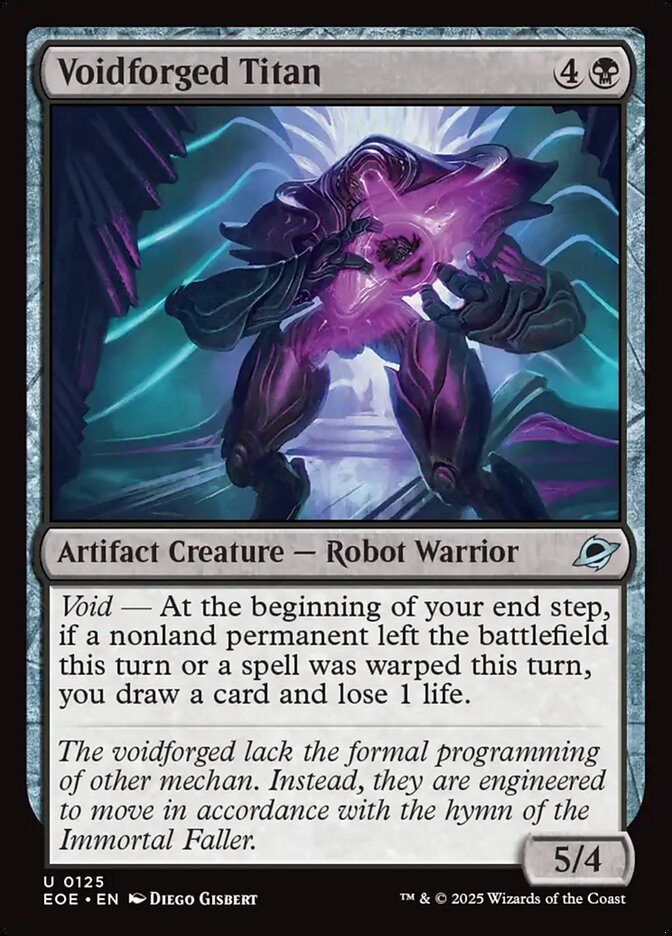 Voidforged Titan 4
Artifact Creature — Robot Warrior
Void — At the beginning of your end step,
if a nonland permanent left the battlefield
this turn or a spell was warped this turn,
you draw a card and lose 1 life.
The voidforged lack the formal programming
of other mechan. Instead, they are engineered
to move in accordance with the hymn of the
Immortal Faller.
5/4
U 0125
EOE • EN Diego Gisbert
™ & © 2025 Wizards of the Coast